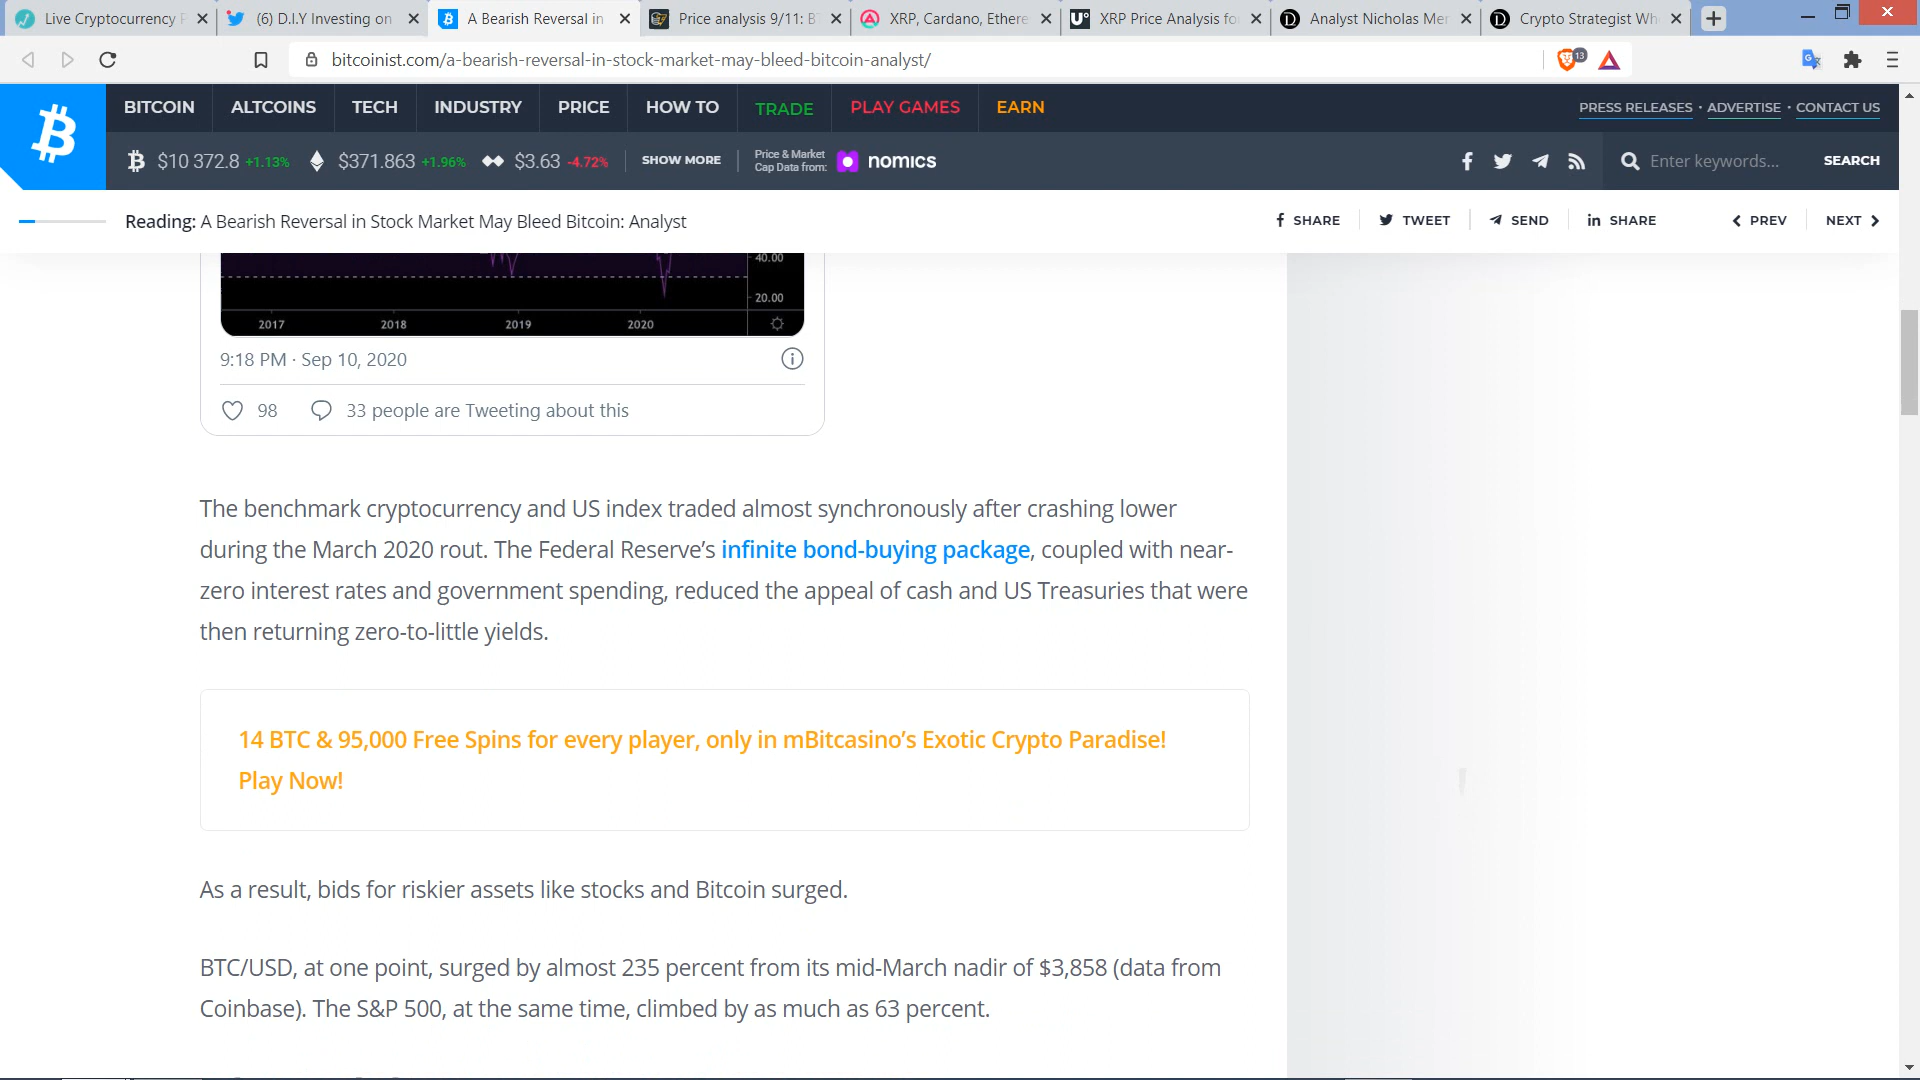 Live Cryptocurrency P
(6) D.I.Y Investing on
A Bearish Reversal in
Price analysis 9/11: B
XRP, Cardano, Ethere
XRP Price Analysis fo
Analyst Nicholas Mer
Crypto Strategist Wh
bitcoinist.com/a-bearish-reversal-in-stock-market-may-bleed-bitcoin-analyst/
13
BITCOIN ALTCOINS TECH INDUSTRY PRICE HOW TO TRADE PLAY GAMES EARN
PRESS RELEASES · ADVERTISE · CONTACT US
$10 372.8 +1.13% $371.863 +1.96% $3.63 -4.72% SHOW MORE
Price & Market
Cap Data from:
nomics
Enter keywords... SEARCH
Reading: A Bearish Reversal in Stock Market May Bleed Bitcoin: Analyst
SHARE TWEET SEND SHARE PREV NEXT
40.00
20.00
2017 2018 2019 2020
9:18 PM · Sep 10, 2020
98 33 people are Tweeting about this
The benchmark cryptocurrency and US index traded almost synchronously after crashing lower
during the March 2020 rout. The Federal Reserve’s infinite bond-buying package, coupled with near-
zero interest rates and government spending, reduced the appeal of cash and US Treasuries that were
then returning zero-to-little yields.
14 BTC & 95,000 Free Spins for every player, only in mBitcasino’s Exotic Crypto Paradise!
Play Now!
As a result, bids for riskier assets like stocks and Bitcoin surged.
BTC/USD, at one point, surged by almost 235 percent from its mid-March nadir of $3,858 (data from
Coinbase). The S&P 500, at the same time, climbed by as much as 63 percent.